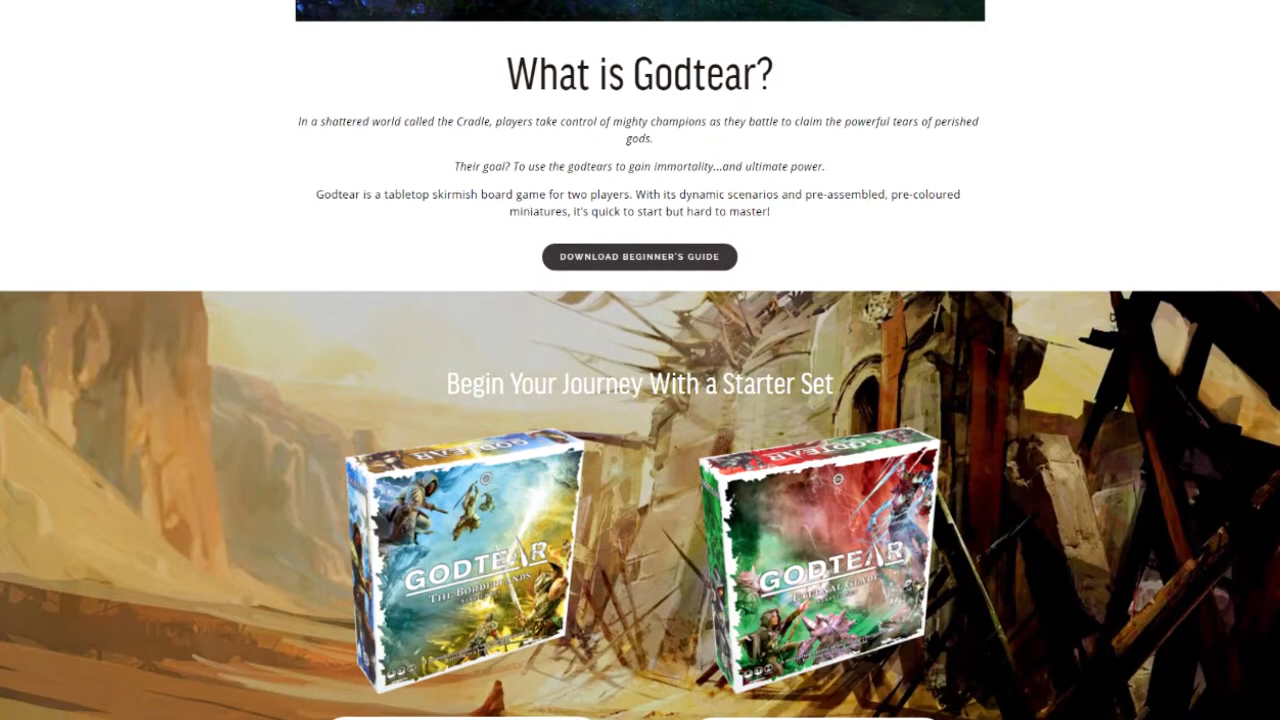 What is Godtear?
In a shattered world called the Cradle, players take control of mighty champions as they battle to claim the powerful tears of perished
gods.
Their goal? To use the godtears to gain immortality...and ultimate power.
Godtear is a tabletop skirmish board game for two players. With its dynamic scenarios and pre-assembled, pre-coloured
miniatures, it's quick to start but hard to master!
DOWNLOAD BEGINNER'S GUIDE
Begin Your Journey With a Starter Set
GODTEAR
GODTEAR
GODTEAR
THE BORDERLANDS
GODTEAR
ETERNAL GLADE